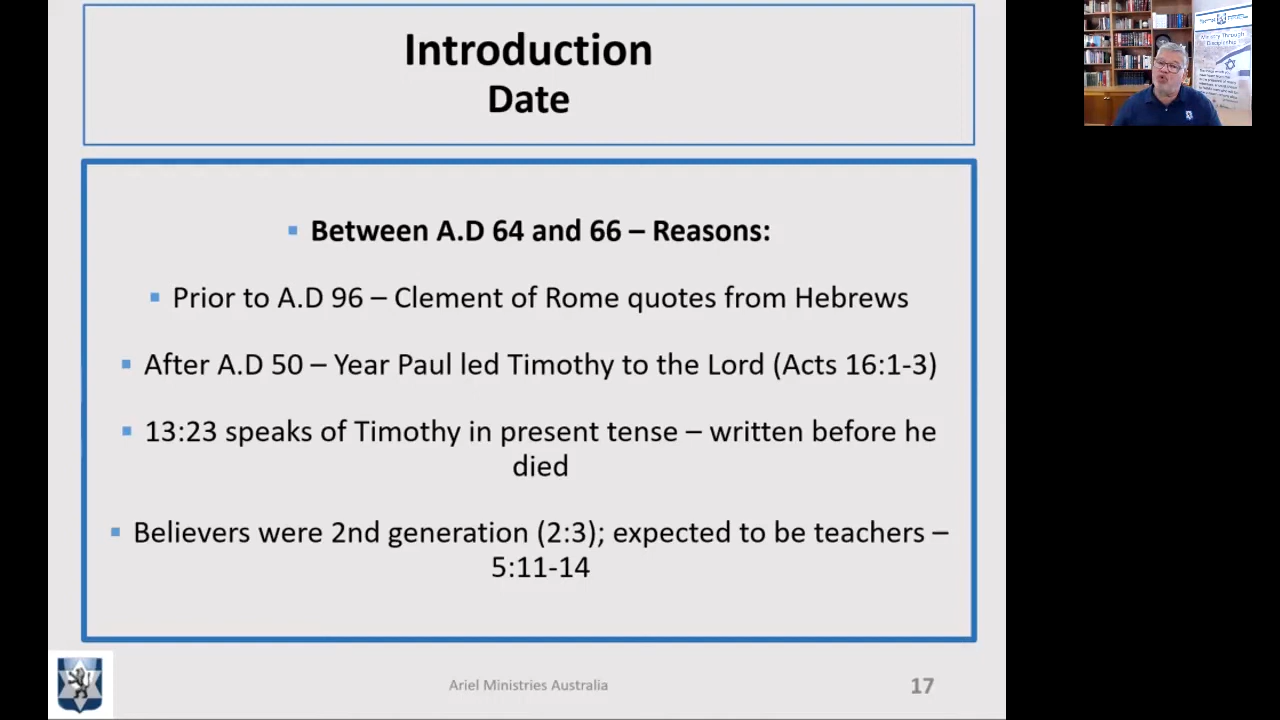 Introduction
Date
Between A.D 64 and 66 – Reasons:
Prior to A.D 96 – Clement of Rome quotes from Hebrews
After A.D 50 – Year Paul led Timothy to the Lord (Acts 16:1-3)
13:23 speaks of Timothy in present tense – written before he
died
Believers were 2nd generation (2:3); expected to be teachers –
5:11-14
Ariel Ministries Australia
17
Ministry Through
Discipleship